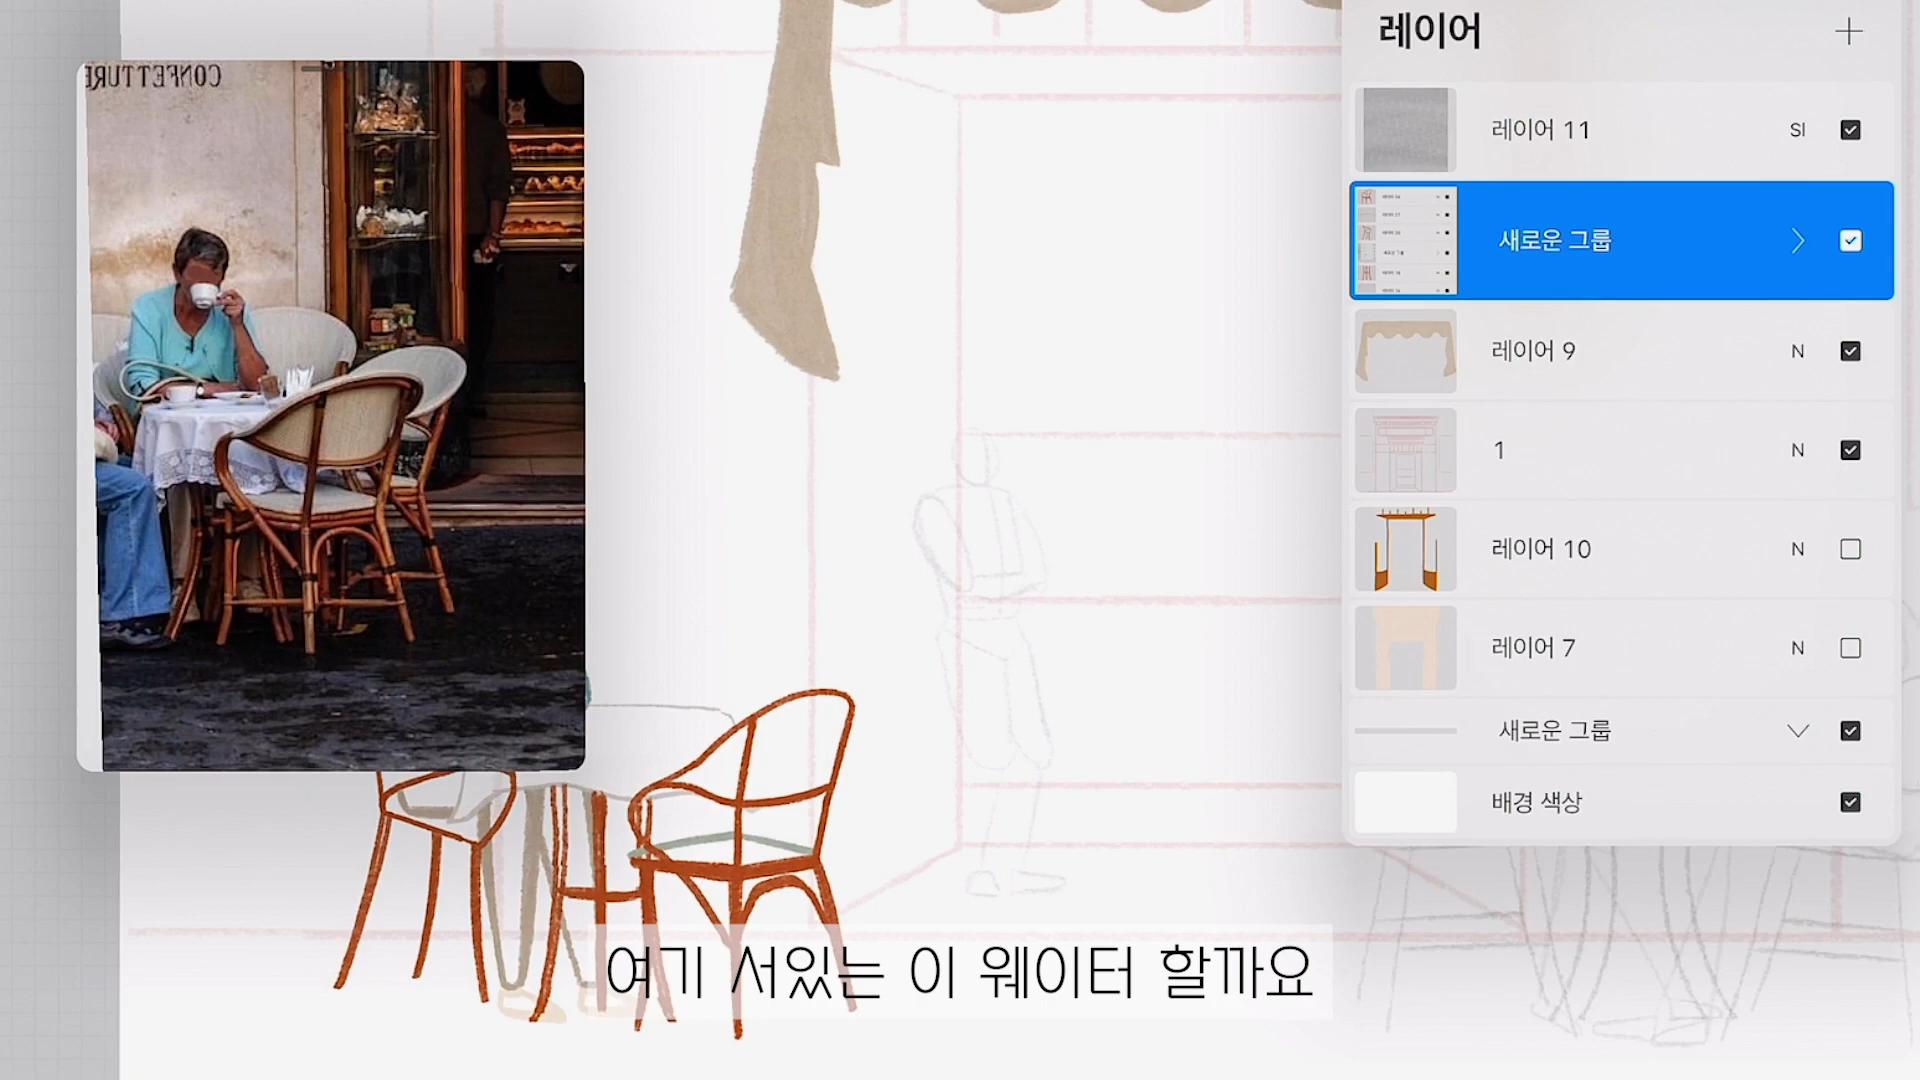 CONFETTURE
레이어
레이어 11
SI
새로운 그룹
레이어 9
N
1
N
레이어 10
N
레이어 7
N
새로운 그룹
배경 색상
여기 서있는 이 웨이터 할까요